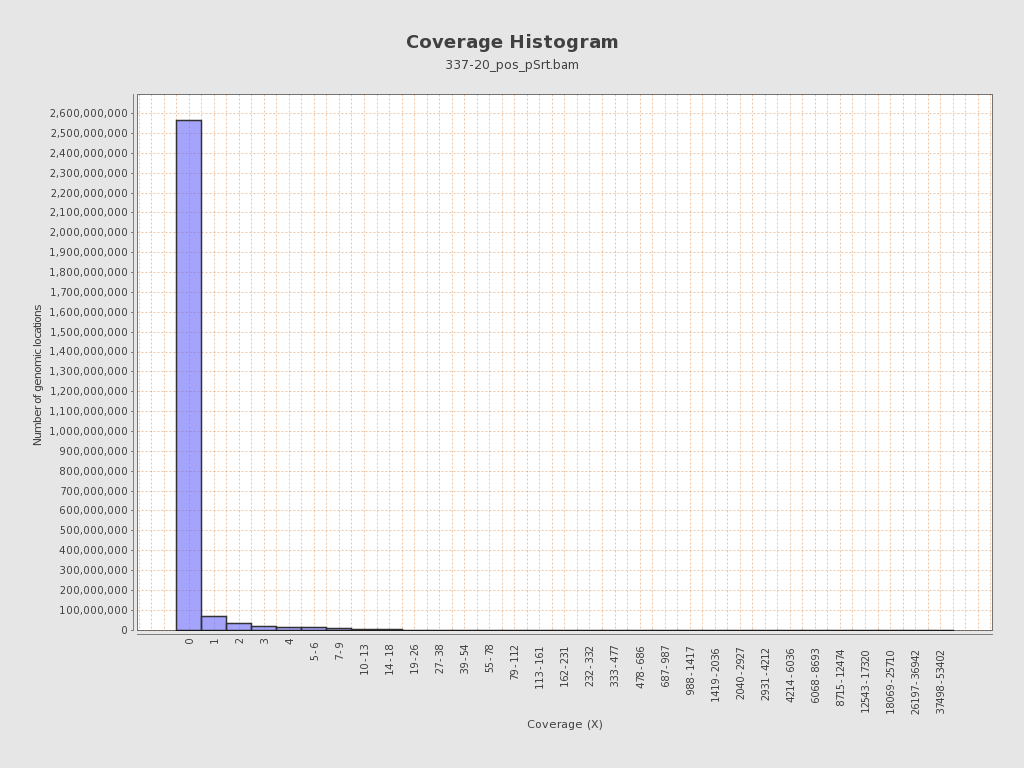 Coverage Histogram
337-20_pos_pSrt.bam
Number of genomic locations
2,600,000,000
2,500,000,000
2,400,000,000
2,300,000,000
2,200,000,000
2,100,000,000
2,000,000,000
1,900,000,000
1,800,000,000
1,700,000,000
1,600,000,000
1,500,000,000
1,400,000,000
1,300,000,000
1,200,000,000
1,100,000,000
1,000,000,000
900,000,000
800,000,000
700,000,000
600,000,000
500,000,000
400,000,000
300,000,000
200,000,000
100,000,000
0
0
1
2
3
4
5 - 6
7 - 9
10 - 13
14 - 18
19 - 26
27 - 38
39 - 54
55 - 78
79 - 112
113 - 161
162 - 231
232 - 332
333 - 477
478 - 686
687 - 987
988 - 1417
1419 - 2036
2040 - 2927
2931 - 4212
4214 - 6036
6068 - 8693
8715 - 12474
12543 - 17320
18069 - 25710
26197 - 36942
37498 - 53402
Coverage (X)